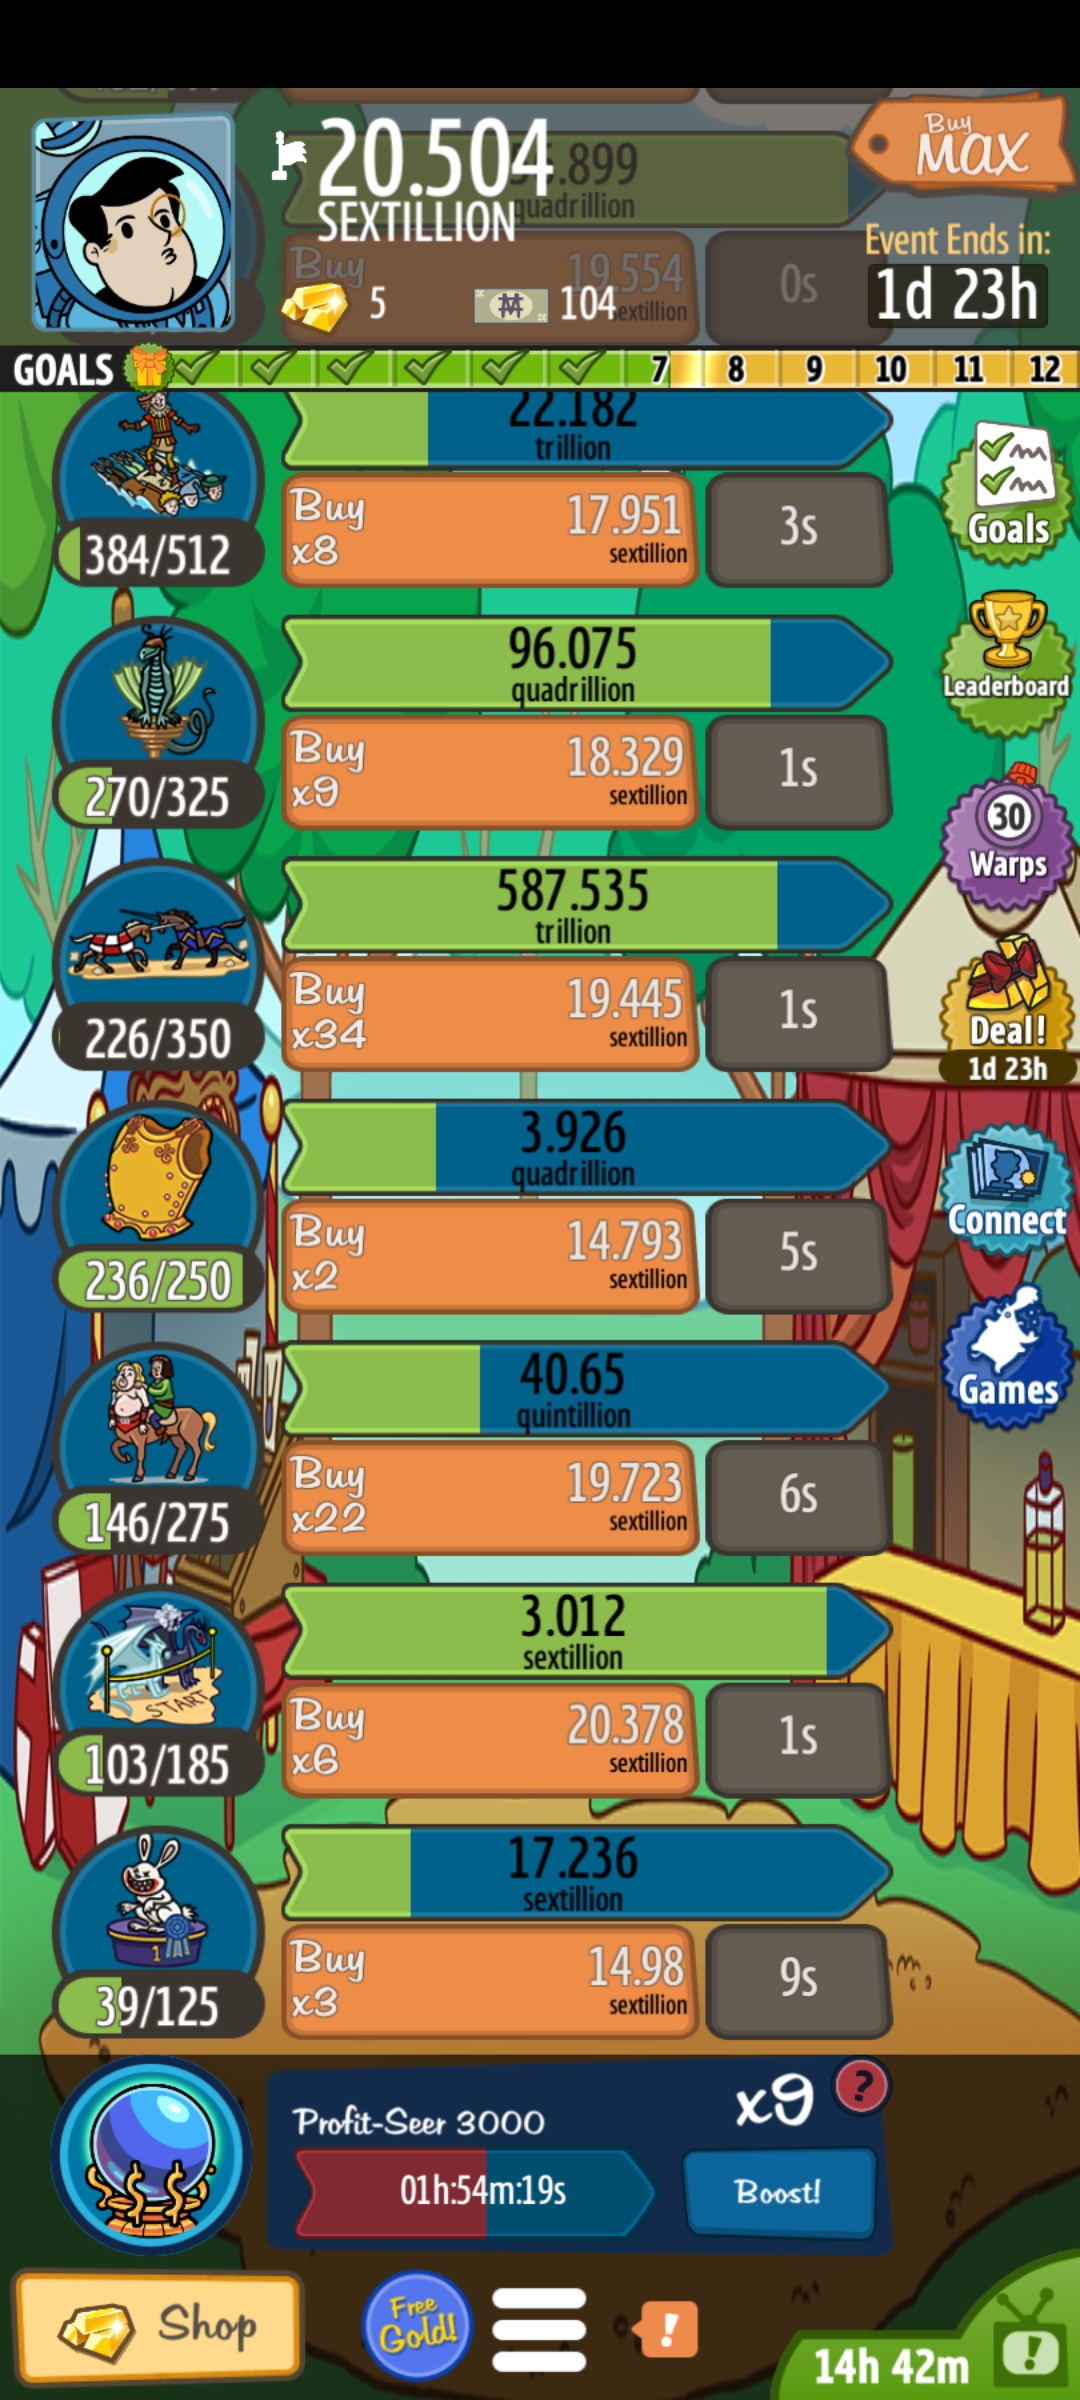 20.504
SEXTILLION
.899
quadrillion
Buy
MAX
Buy
19.554
sextillion
0s
5
104
Event Ends in:
1d 23h
GOALS
7 8 9 10 11 12
22.182
trillion
Buy
x8
17.951
sextillion
3s
384/512
Goals
96.075
quadrillion
Buy
x9
18.329
sextillion
1s
270/325
Leaderboard
587.535
trillion
Buy
x34
19.445
sextillion
1s
226/350
30
Warps
Deal!
1d 23h
3.926
quadrillion
Buy
x2
14.793
sextillion
5s
236/250
Connect
40.65
quintillion
Buy
x22
19.723
sextillion
6s
146/275
Games
3.012
sextillion
Buy
x6
20.378
sextillion
1s
START
103/185
17.236
sextillion
Buy
x3
14.98
sextillion
9s
1
39/125
Profit-Seer 3000
x9
?
01h:54m:19s
Boost!
Shop
Free
Gold!
!
14h 42m
!